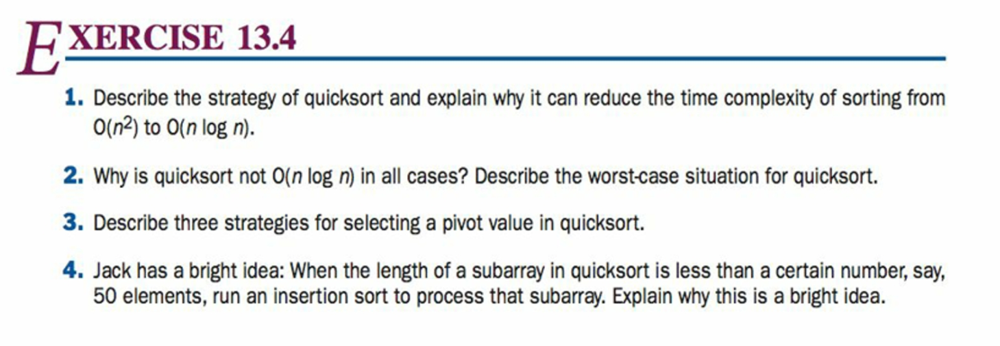 EXERCISE 13.4
1. Describe the strategy of quicksort and explain why it can reduce the time complexity of sorting from
O(n²) to O(n log n).
2. Why is quicksort not O(n log n) in all cases? Describe the worst-case situation for quicksort.
3. Describe three strategies for selecting a pivot value in quicksort.
4. Jack has a bright idea: When the length of a subarray in quicksort is less than a certain number, say,
50 elements, run an insertion sort to process that subarray. Explain why this is a bright idea.